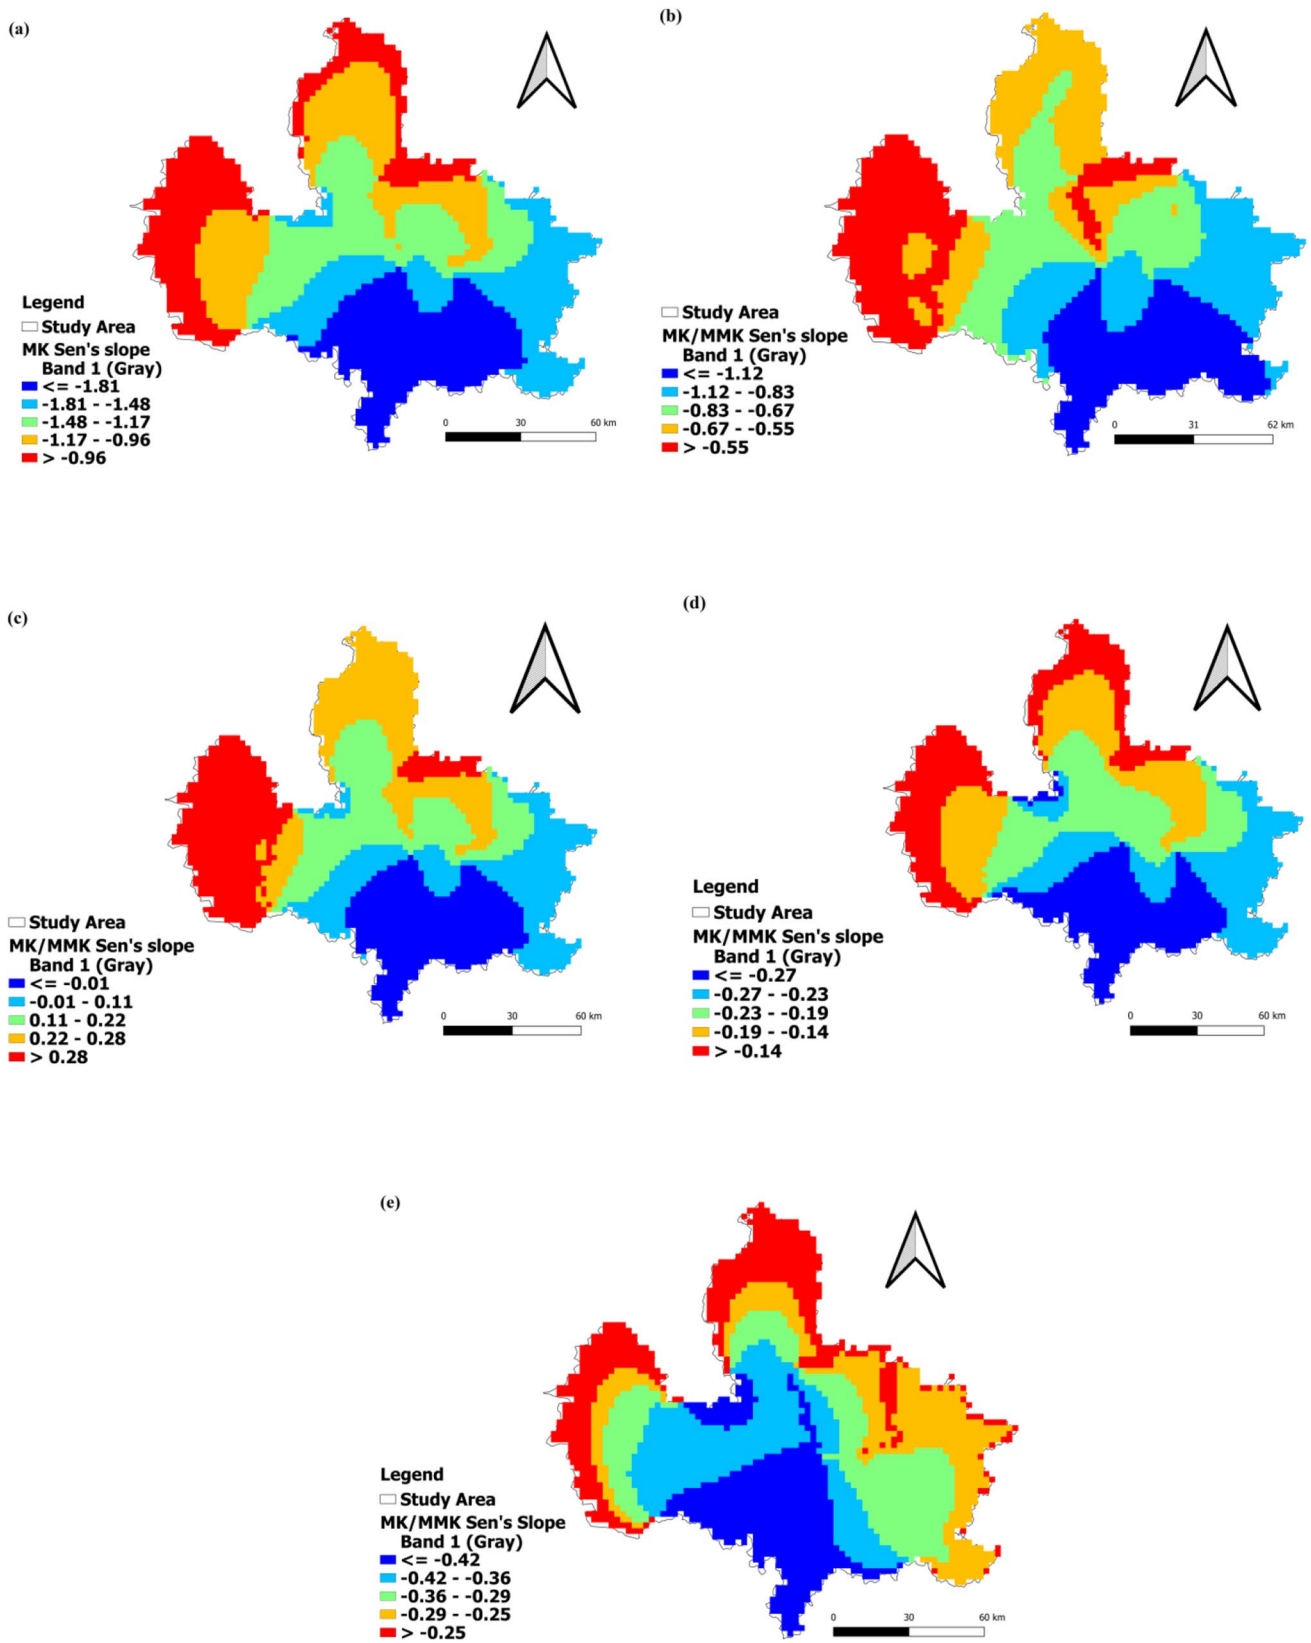 (a)
Legend
Study Area
MK Sen's slope
Band 1 (Gray)
<= -1.81
-1.81 - -1.48
-1.48 - -1.17
-1.17 - -0.96
> -0.96
0 30 60 km
(b)
Study Area
MK/MMK Sen's slope
Band 1 (Gray)
<= -1.12
-1.12 - -0.83
-0.83 - -0.67
-0.67 - -0.55
> -0.55
0 31 62 km
(c)
Study Area
MK/MMK Sen's slope
Band 1 (Gray)
<= -0.01
-0.01 - 0.11
0.11 - 0.22
0.22 - 0.28
> 0.28
0 30 60 km
(d)
Legend
Study Area
MK/MMK Sen's slope
Band 1 (Gray)
<= -0.27
-0.27 - -0.23
-0.23 - -0.19
-0.19 - -0.14
> -0.14
0 30 60 km
(e)
Legend
Study Area
MK/MMK Sen's Slope
Band 1 (Gray)
<= -0.42
-0.42 - -0.36
-0.36 - -0.29
-0.29 - -0.25
> -0.25
0 30 60 km